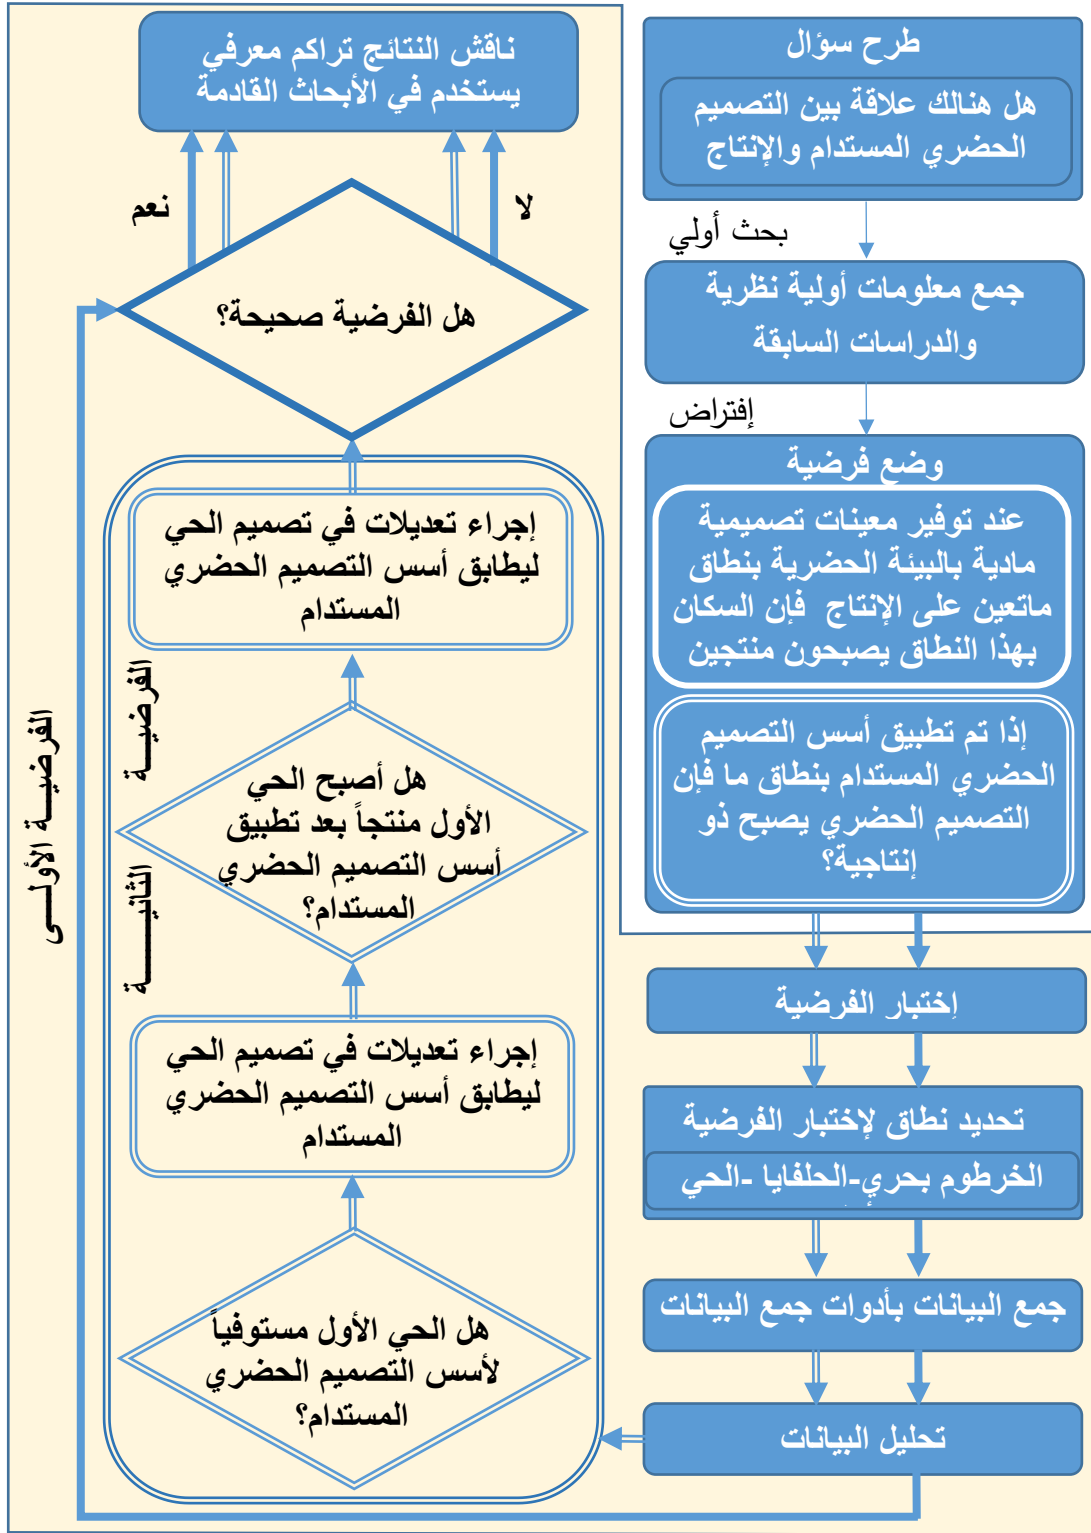 طرح سؤال
هل هنالك علاقة بين التصميم
الحضري المستدام والإنتاج
بحث أولي
جمع معلومات أولية نظرية
والدراسات السابقة
إفتراض
وضع فرضية
عند توفير معينات تصميمية
مادية بالبيئة الحضرية بنطاق
ماتعين على الإنتاج فإن السكان
بهذا النطاق يصبحون منتجين
إذا تم تطبيق أسس التصميم
الحضري المستدام بنطاق ما فإن
التصميم الحضري يصبح ذو
إنتاجية؟
إختبار الفرضية
تحديد نطاق لإختبار الفرضية
الخرطوم بحري-الحلفايا -الحي
جمع البيانات بأدوات جمع البيانات
تحليل البيانات
ناقش النتائج تراكم معرفي
يستخدم في الأبحاث القادمة
نعم
لا
هل الفرضية صحيحة؟
إجراء تعديلات في تصميم الحي
ليطابق أسس التصميم الحضري
المستدام
هل أصبح الحي
الأول منتجاً بعد تطبيق
أسس التصميم الحضري
المستدام؟
إجراء تعديلات في تصميم الحي
ليطابق أسس التصميم الحضري
المستدام
هل الحي الأول مستوفياً
لأسس التصميم الحضري
المستدام؟
الفرضيـــة الثانيـــــة
الفرضيــة الأولــــى